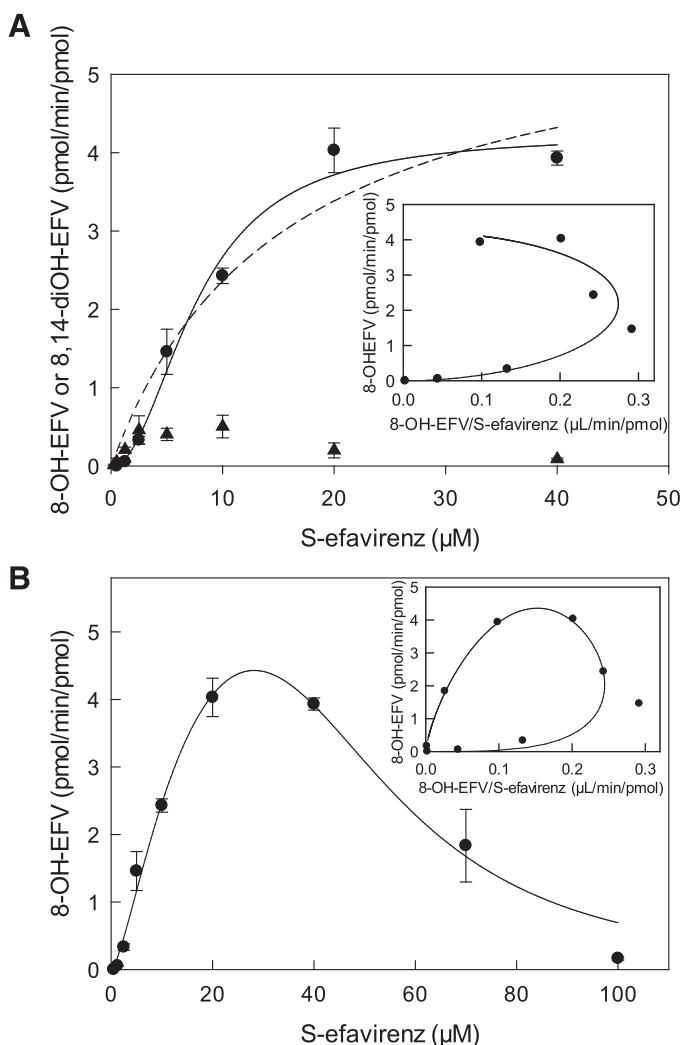 A
8-OH-EFV or 8,14-diOH-EFV (pmol/min/pmol)
5
4
3
2
1
0
0 10 20 30 40 50
S-efavirenz (µM)
8-OHEFV (pmol/min/pmol)
5
4
3
2
1
0
0.0 0.1 0.2 0.3
8-OH-EFV/S-efavirenz (µL/min/pmol)
B
8-OH-EFV (pmol/min/pmol)
5
4
3
2
1
0
0 20 40 60 80 100
S-efavirenz (µM)
8-OH-EFV (pmol/min/pmol)
5
4
3
2
1
0
0.0 0.1 0.2 0.3
8-OH-EFV/S-efavirenz (µL/min/pmol)